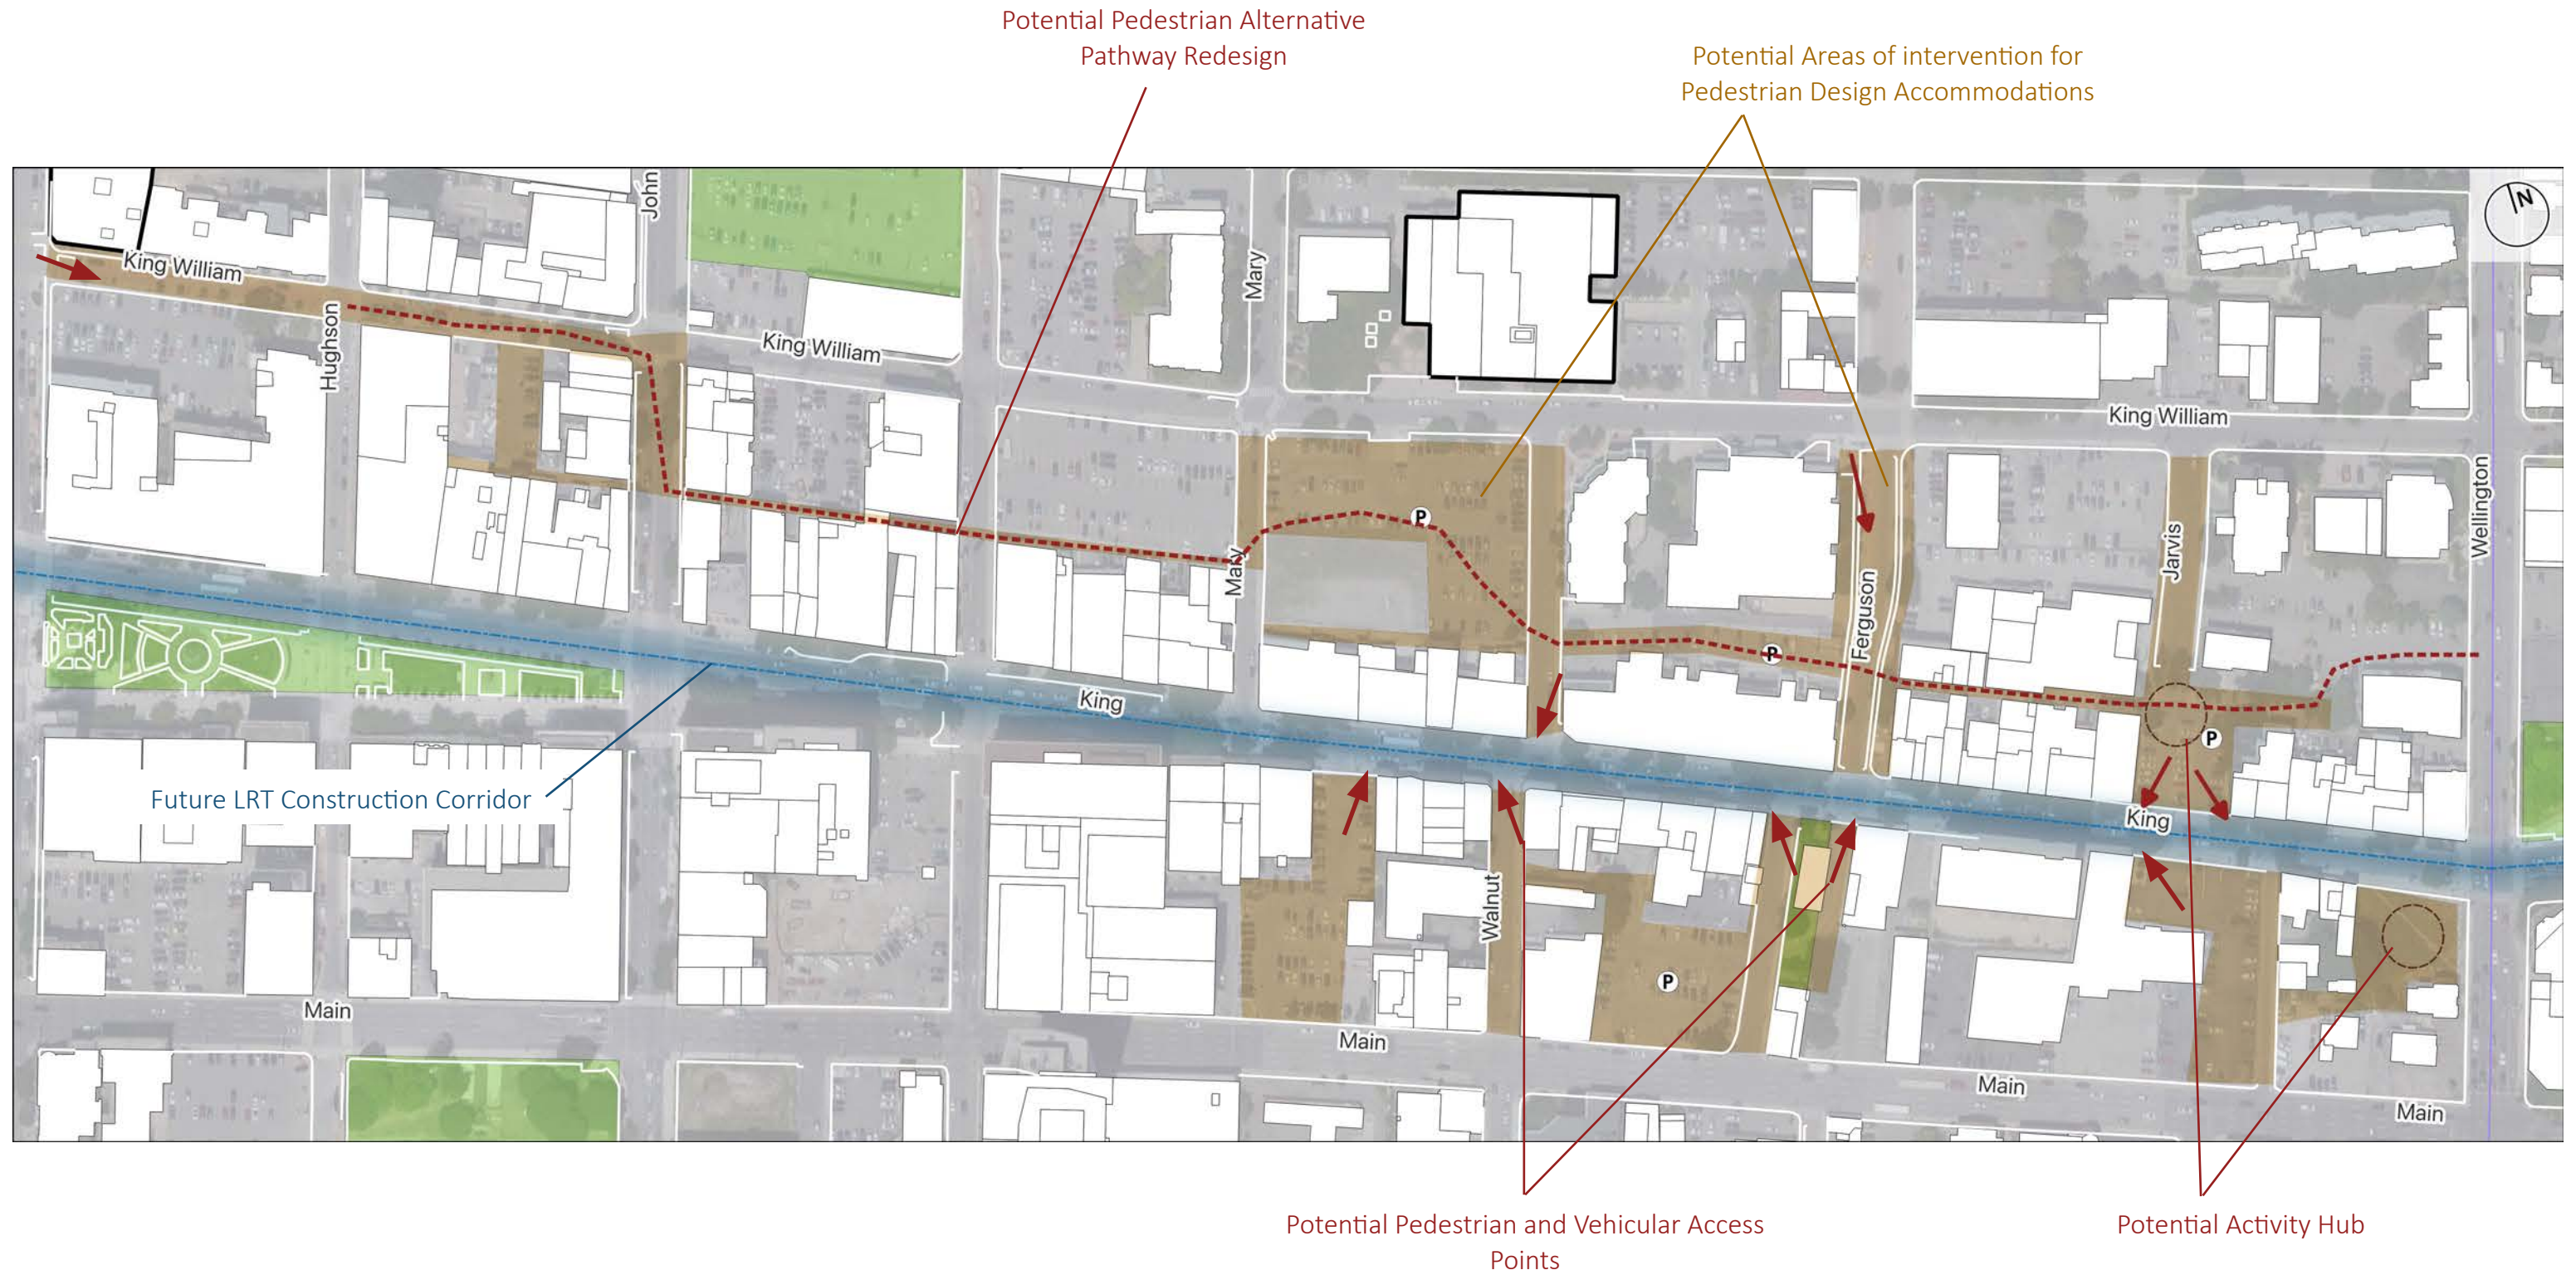 Potential Pedestrian Alternative
Pathway Redesign
Potential Areas of intervention for
Pedestrian Design Accommodations
John
N
King William
Mary
Hughson
King William
King William
Wellington
Jarvis
P
Mary
Ferguson
P
King
P
Future LRT Construction Corridor
King
Walnut
P
Main
Main
Main
Main
Potential Pedestrian and Vehicular Access
Points
Potential Activity Hub